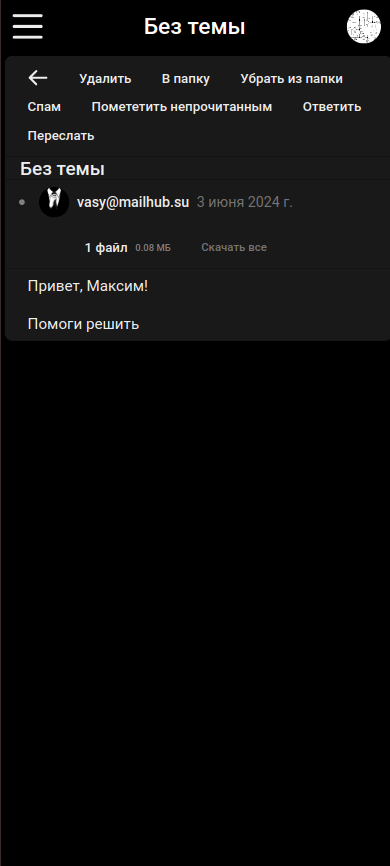 Без темы
Удалить В папку Убрать из папки
Спам Помететить непрочитанным Ответить
Переслать
Без темы
vasy@mailhub.su 3 июня 2024 г.
1 файл 0.08 МБ Скачать все
Привет, Максим!
Помоги решить